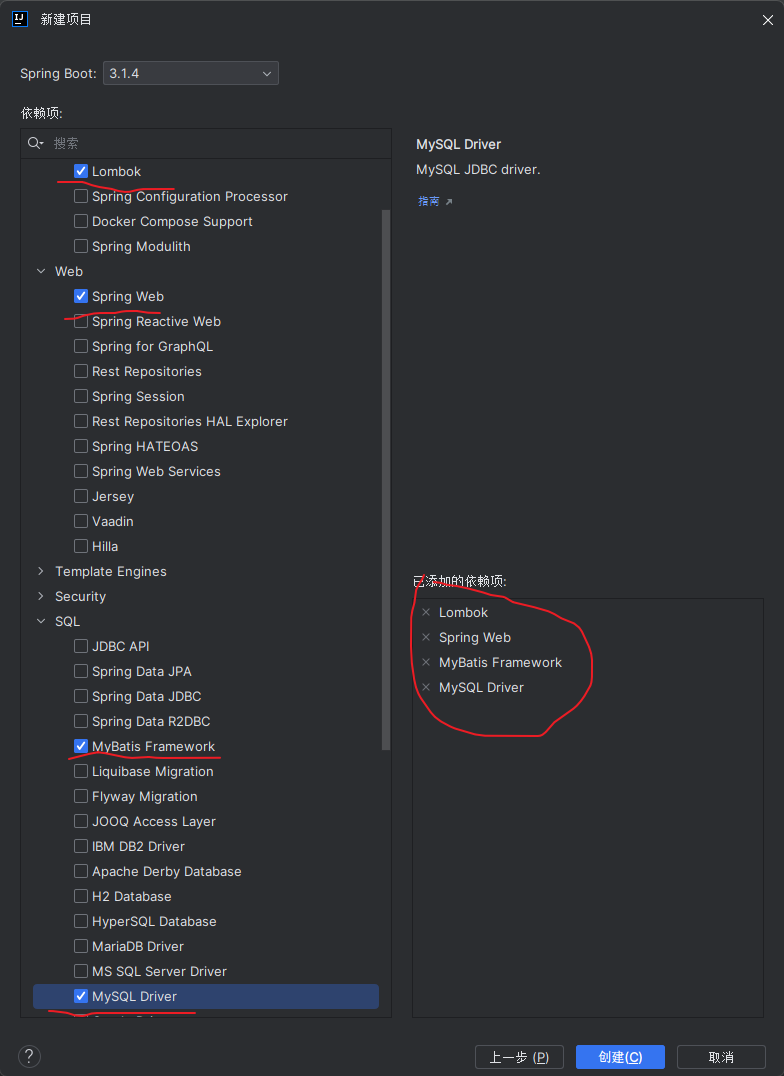 新建项目
Spring Boot:
3.1.4
依赖项:
搜索
Lombok
Spring Configuration Processor
Docker Compose Support
Spring Modulith
Web
Spring Web
Spring Reactive Web
Spring for GraphQL
Rest Repositories
Spring Session
Rest Repositories HAL Explorer
Spring HATEOAS
Spring Web Services
Jersey
Vaadin
Hilla
Template Engines
Security
SQL
JDBC API
Spring Data JPA
Spring Data JDBC
Spring Data R2DBC
MyBatis Framework
Liquibase Migration
Flyway Migration
JOOQ Access Layer
IBM DB2 Driver
Apache Derby Database
H2 Database
HyperSQL Database
MariaDB Driver
MS SQL Server Driver
MySQL Driver
MySQL Driver
MySQL JDBC driver.
指南
已添加的依赖项:
Lombok
Spring Web
MyBatis Framework
MySQL Driver
?
上一步 (P)
创建(C)
取消